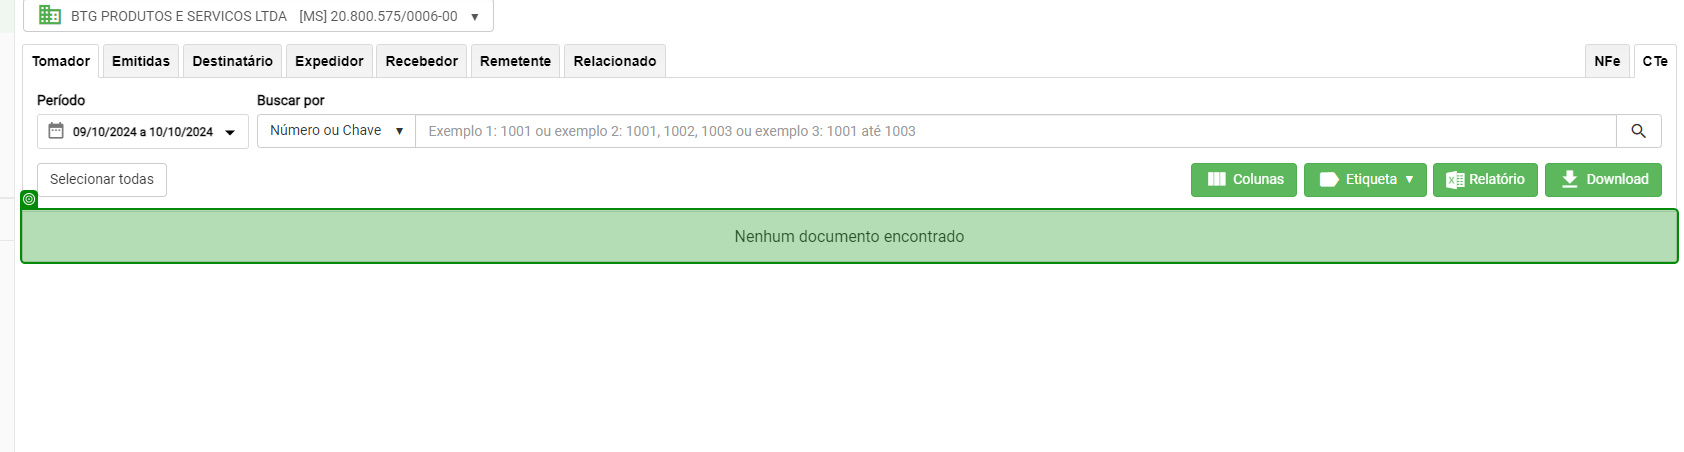 BTG PRODUTOS E SERVICOS LTDA [MS] 20.800.575/0006-00
Tomador Emitidas Destinatário Expedidor Recebedor Remetente Relacionado NFe CTe
Período Buscar por
09/10/2024 a 10/10/2024 Número ou Chave Exemplo 1: 1001 ou exemplo 2: 1001, 1002, 1003 ou exemplo 3: 1001 até 1003
Selecionar todas Colunas Etiqueta Relatório Download
Nenhum documento encontrado